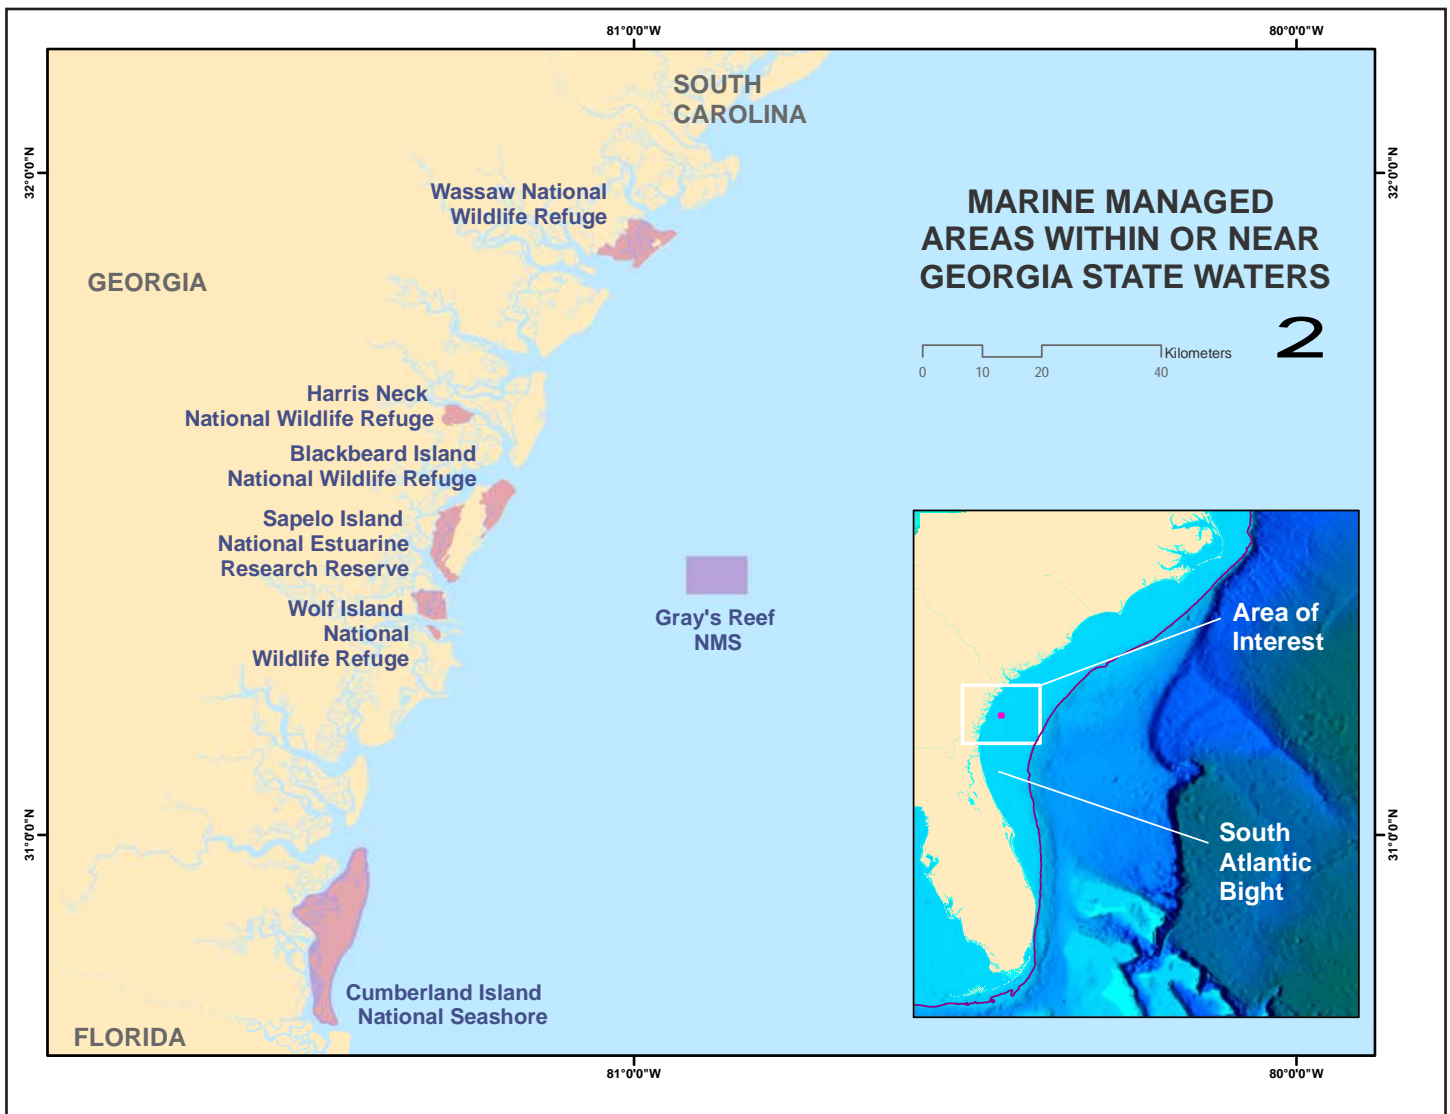 81°0'0"W
80°0'0"W
SOUTH
CAROLINA
32°0'0"N
32°0'0"N
Wassaw National
Wildlife Refuge
MARINE MANAGED
AREAS WITHIN OR NEAR
GEORGIA STATE WATERS
GEORGIA
2
Kilometers
0 10 20 40
Harris Neck
National Wildlife Refuge
Blackbeard Island
National Wildlife Refuge
Sapelo Island
National Estuarine
Research Reserve
Wolf Island
National
Wildlife Refuge
Gray's Reef
NMS
Area of
Interest
South
Atlantic
Bight
31°0'0"N
31°0'0"N
Cumberland Island
National Seashore
FLORIDA
81°0'0"W
80°0'0"W